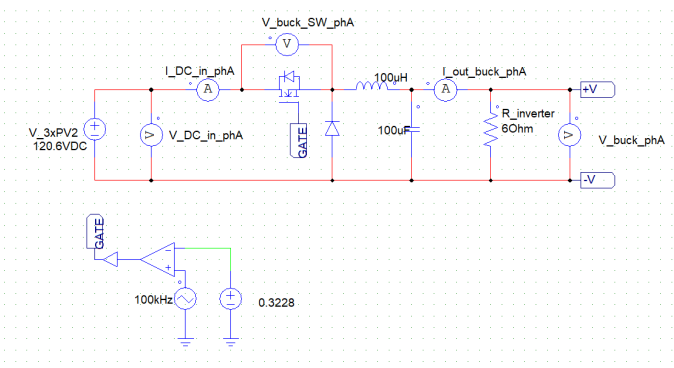 V_buck_SW_phA
V
I_DC_in_phA
A
100µH
I_out_buck_phA
A
+V
V_3xPV2
120.6VDC
V
V_DC_in_phA
GATE
100uF
R_inverter
6Ohm
V
V_buck_phA
-V
GATE
100kHz
0.3228